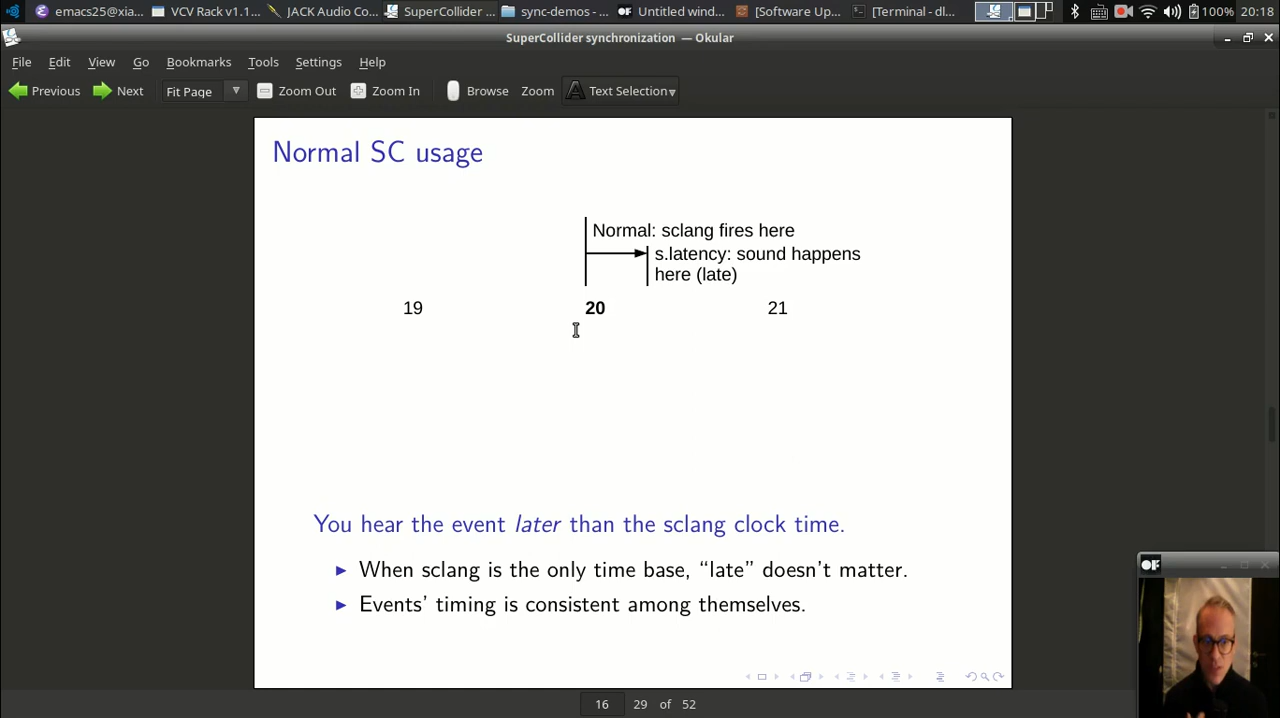 emacs25@xia...
VCV Rack v1.1...
JACK Audio Co...
SuperCollider ...
sync-demos - ...
OF Untitled wind...
[Software Up...
[Terminal - dl...
100%
20:18
SuperCollider synchronization — Okular
File Edit View Go Bookmarks Tools Settings Help
Previous Next Fit Page Zoom Out Zoom In Browse Zoom A Text Selection
Normal SC usage
Normal: sclang fires here
s.latency: sound happens
here (late)
19 20 21
You hear the event later than the sclang clock time.
When sclang is the only time base, “late” doesn’t matter.
Events’ timing is consistent among themselves.
OF
16 29 of 52